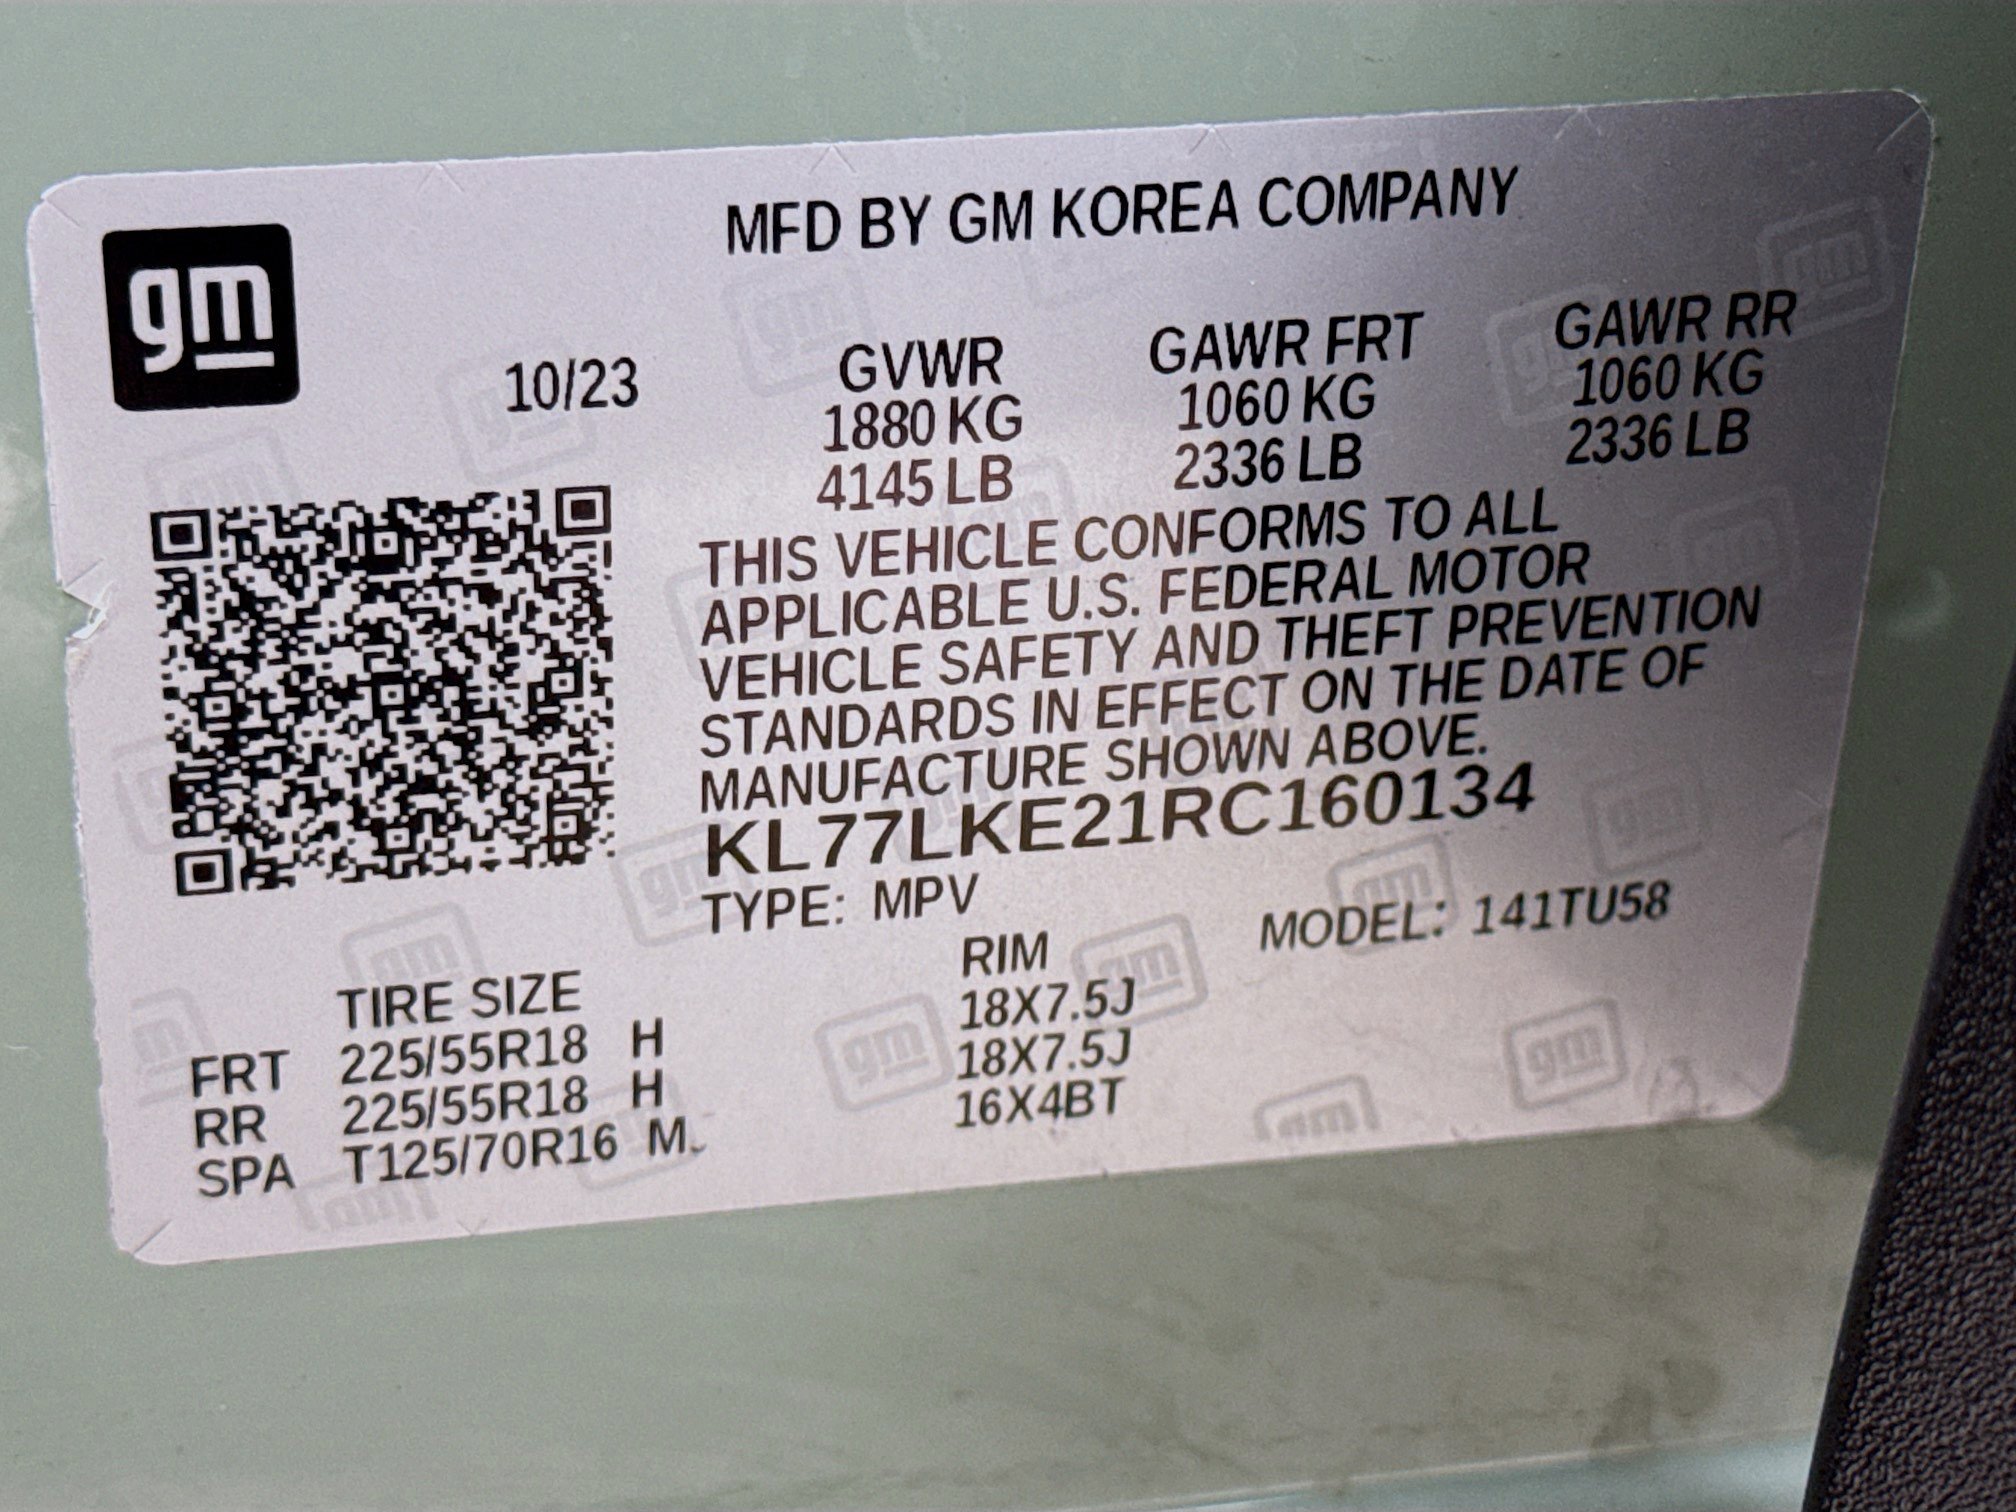 gm
MFD BY GM KOREA COMPANY
10/23
GVWR GAWR FRT GAWR RR
1880 KG 1060 KG 1060 KG
4145 LB 2336 LB 2336 LB
THIS VEHICLE CONFORMS TO ALL
APPLICABLE U.S. FEDERAL MOTOR
VEHICLE SAFETY AND THEFT PREVENTION
STANDARDS IN EFFECT ON THE DATE OF
MANUFACTURE SHOWN ABOVE.
KL77LKE21RC160134
TYPE: MPV MODEL: 141TU58
TIRE SIZE RIM
FRT 225/55R18 H 18X7.5J
RR 225/55R18 H 18X7.5J
SPA T125/70R16 M 16X4BT